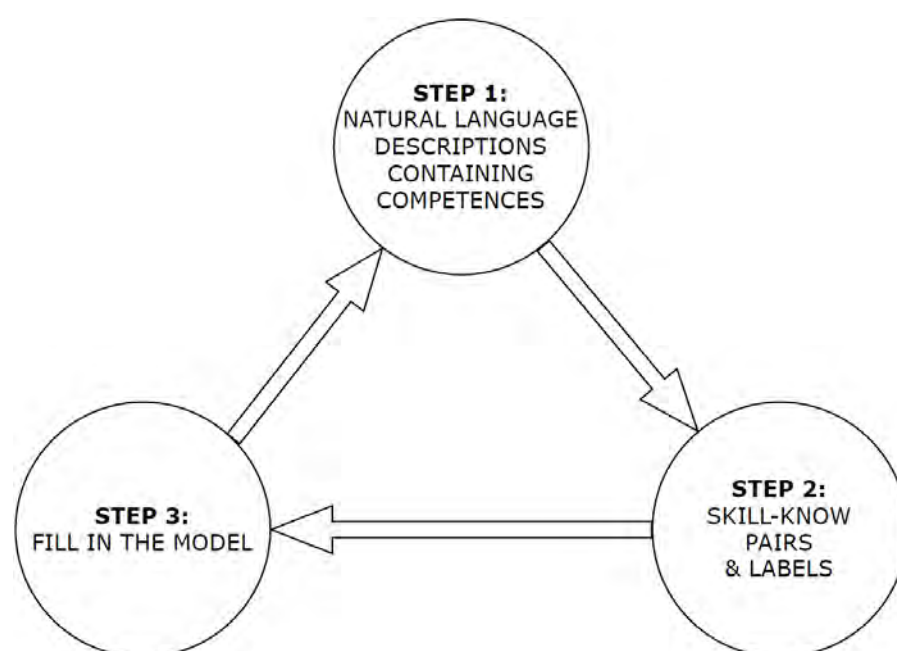 STEP 1:
NATURAL LANGUAGE
DESCRIPTIONS
CONTAINING
COMPETENCES
STEP 2:
SKILL-KNOW
PAIRS
& LABELS
STEP 3:
FILL IN THE MODEL